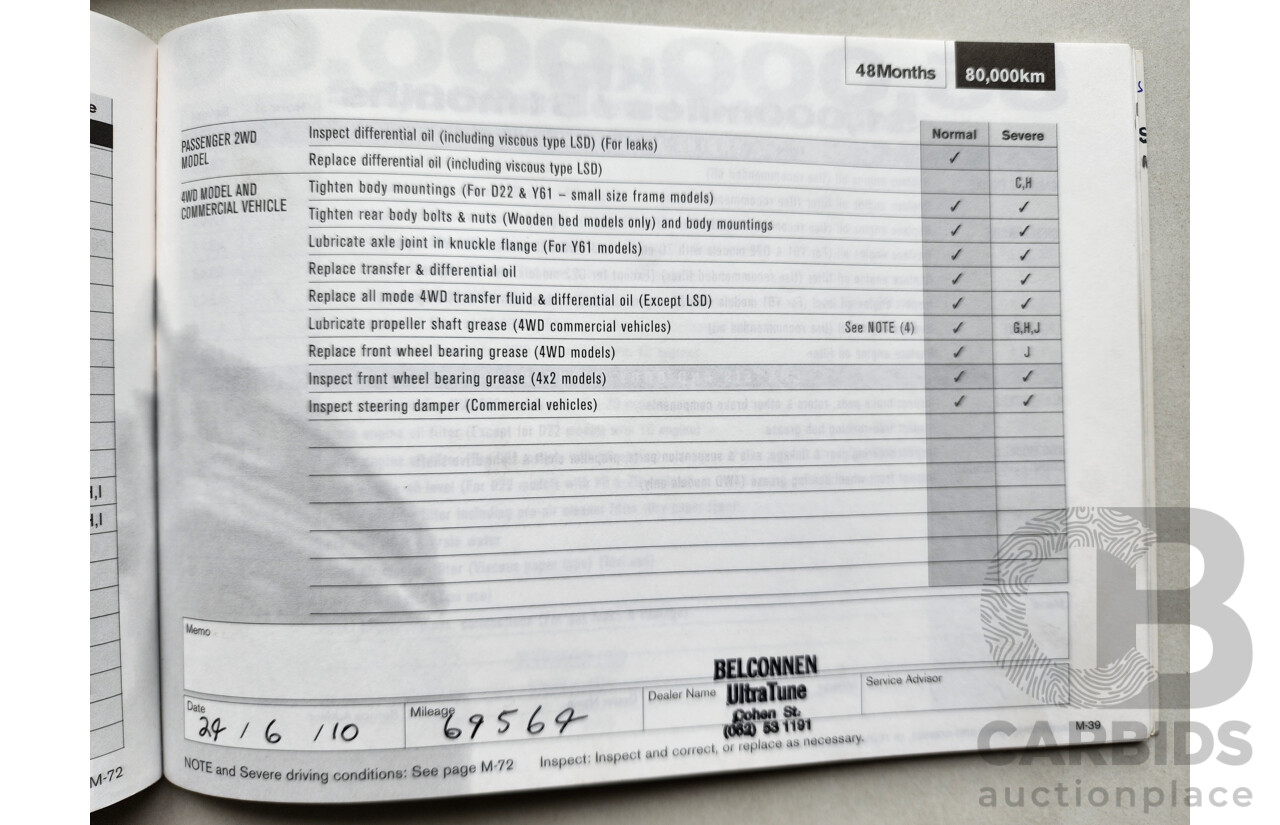 48Months 80,000km
Normal Severe
PASSENGER 2WD MODEL
Inspect differential oil (including viscous type LSD) (For leaks) ✓
Replace differential oil (including viscous type LSD) C,H
4WD MODEL AND COMMERCIAL VEHICLE
Tighten body mountings (For D22 & Y61 – small size frame models) ✓ ✓
Tighten rear body bolts & nuts (Wooden bed models only) and body mountings ✓ ✓
Lubricate axle joint in knuckle flange (For Y61 models) ✓ ✓
Replace transfer & differential oil ✓ ✓
Replace all mode 4WD transfer fluid & differential oil (Except LSD) ✓ ✓
Lubricate propeller shaft grease (4WD commercial vehicles) See NOTE (4) ✓ G,H,J
Replace front wheel bearing grease (4WD models) ✓ J
Inspect front wheel bearing grease (4x2 models) ✓ ✓
Inspect steering damper (Commercial vehicles) ✓ ✓
Memo
Date 24 / 6 / 10
Mileage 69564
Dealer Name
BELCONNEN
UltraTune
Cohen St.
(062) 53 1191
Service Advisor
NOTE and Severe driving conditions: See page M-72 Inspect: Inspect and correct, or replace as necessary.
M-39
M-72
H,I
H,I
CARBIDS
auctionplace